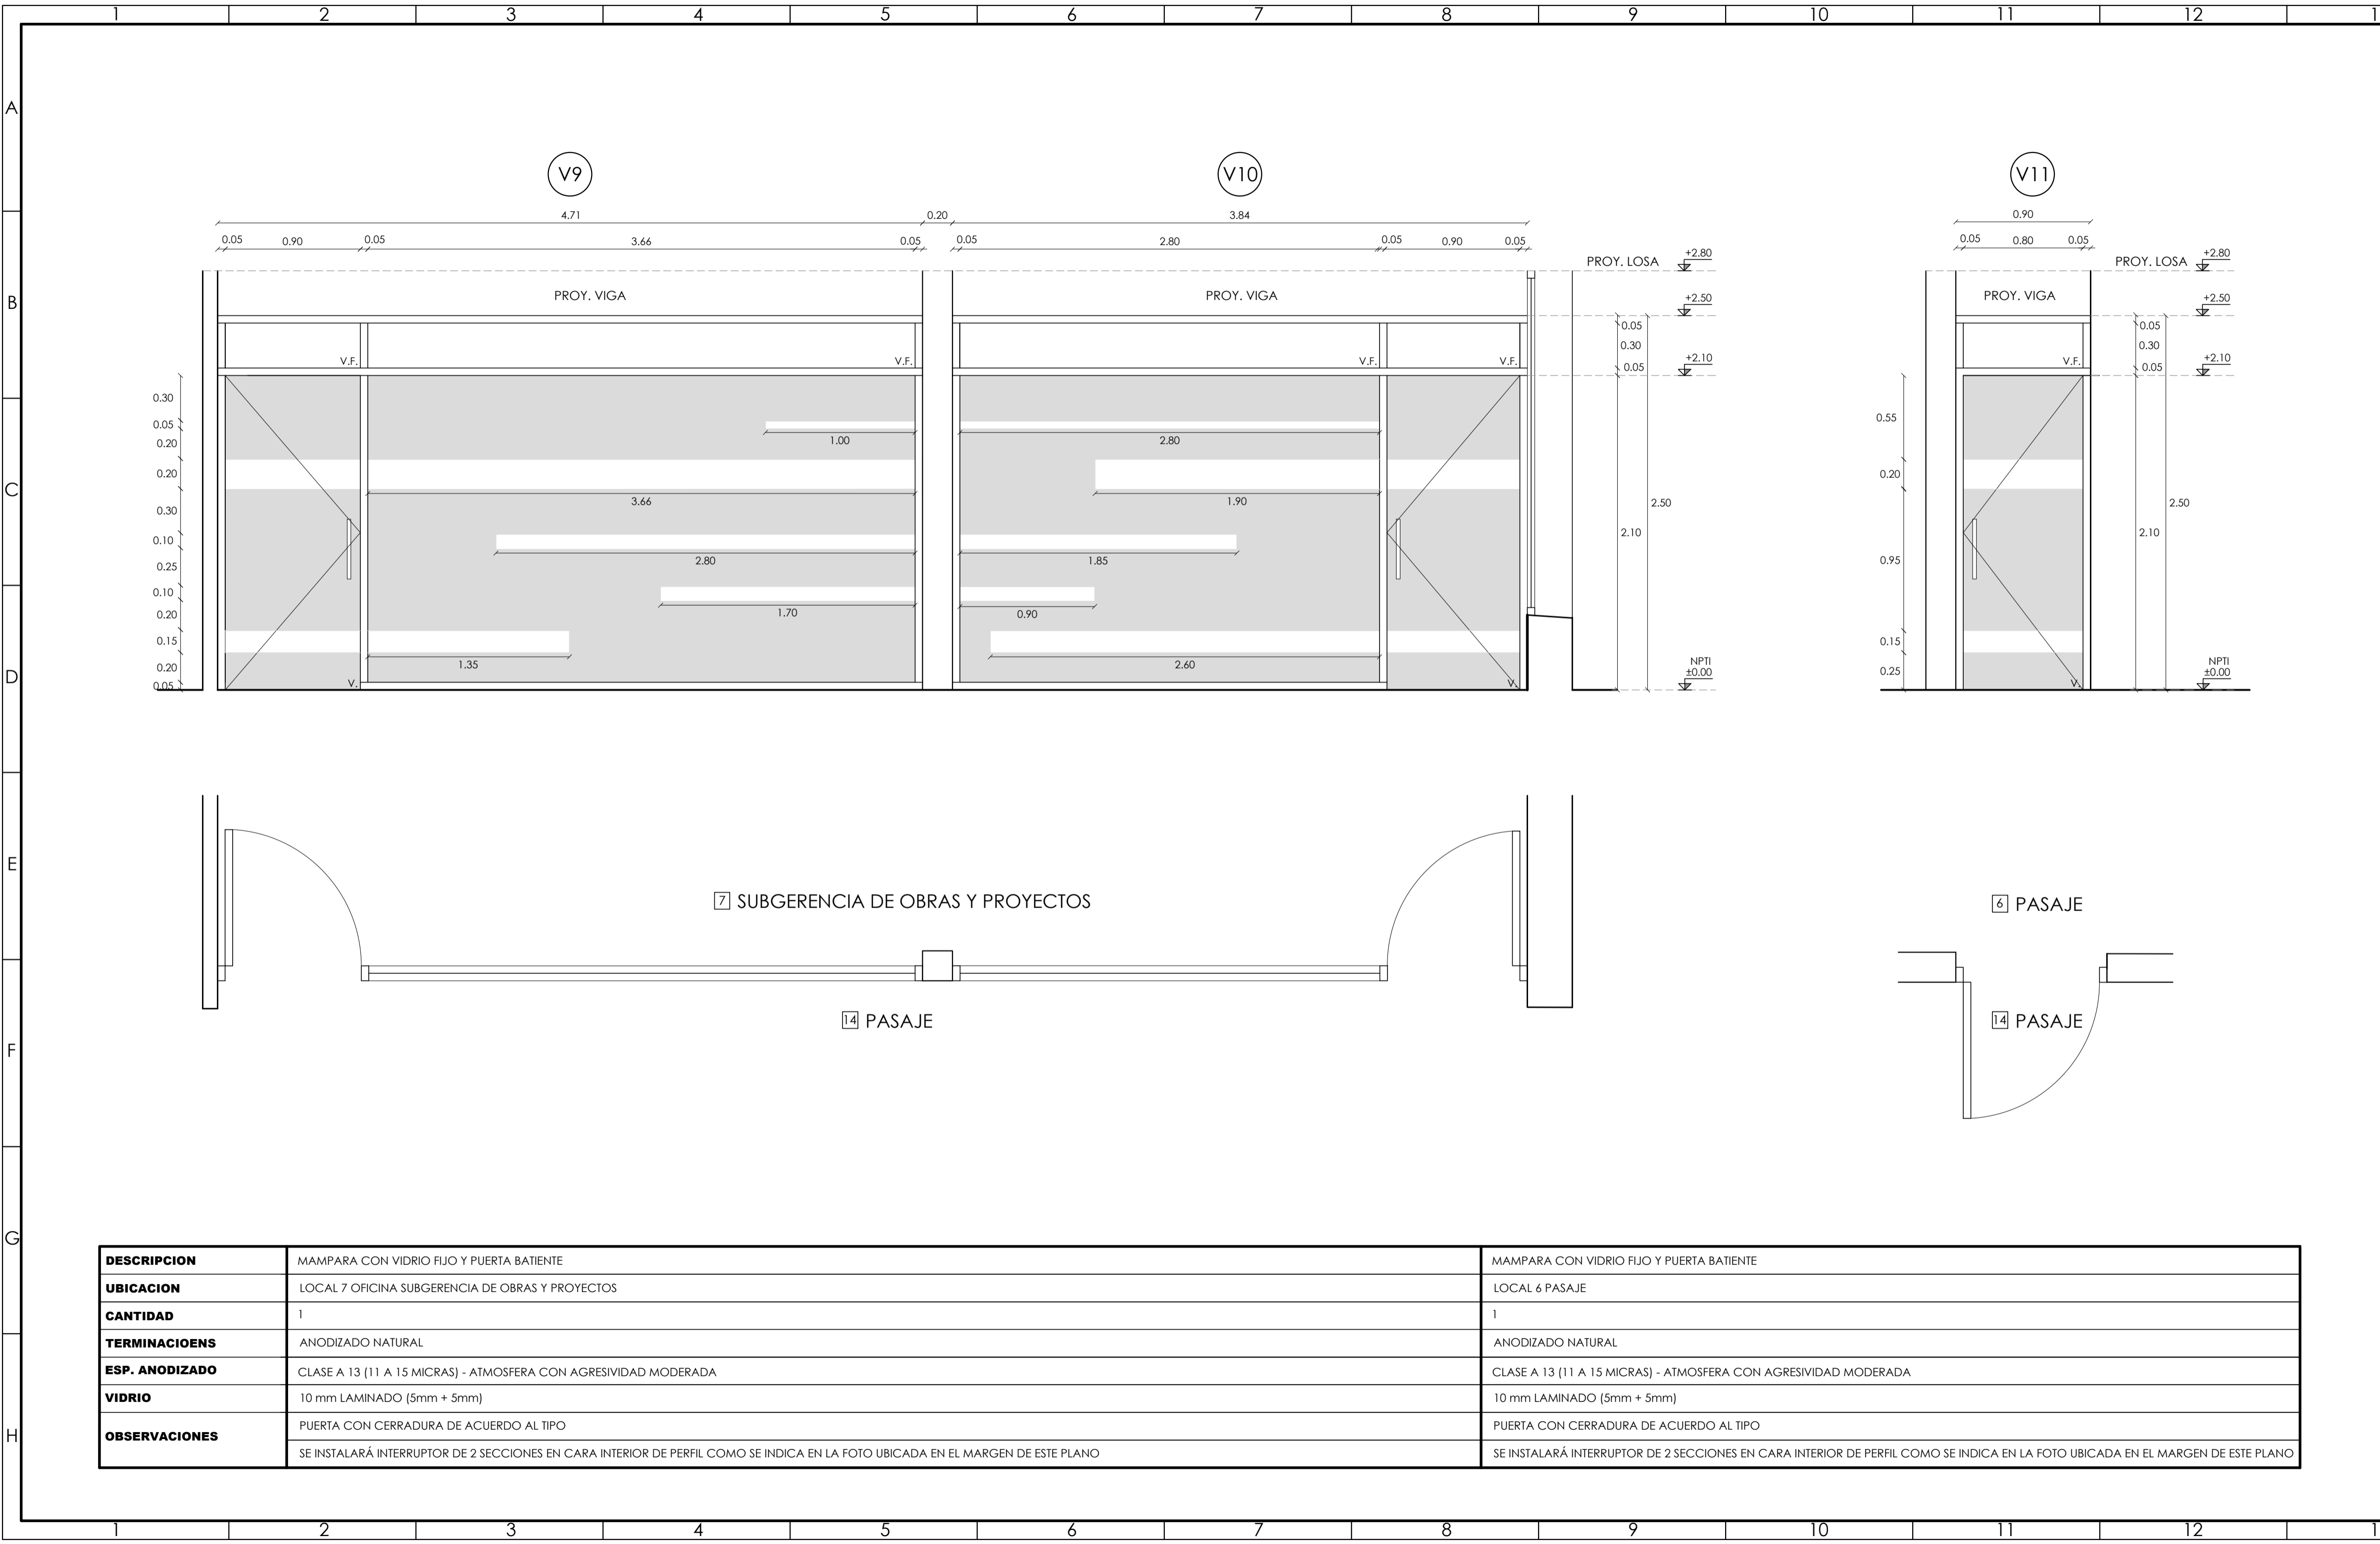 1 2 3 4 5 6 7 8 9 10 11 12 1
A
B
C
D
E
F
G
H
V9
V10
V11
4.71 0.20 3.84
0.05 0.90 0.05 3.66 0.05 0.05 2.80 0.05 0.90 0.05
PROY. VIGA
PROY. VIGA
PROY. LOSA
+2.80
+2.50
+2.10
V.F.
V.F.
V.F.
V.F.
0.30
0.05
0.20
0.20
0.30
0.10
0.25
0.10
0.20
0.15
0.20
0.05
1.00
3.66
2.80
1.70
1.35
V.
2.80
1.90
1.85
0.90
2.60
V.
0.05
0.30
0.05
2.50
2.10
NPTI
±0.00
0.90
0.05 0.80 0.05
PROY. LOSA
+2.80
PROY. VIGA
+2.50
0.05
0.30
+2.10
V.F.
0.05
0.55
0.20
0.95
0.15
0.25
2.50
2.10
V.
NPTI
±0.00
7 SUBGERENCIA DE OBRAS Y PROYECTOS
14 PASAJE
6 PASAJE
14 PASAJE
DESCRIPCION MAMPARA CON VIDRIO FIJO Y PUERTA BATIENTE MAMPARA CON VIDRIO FIJO Y PUERTA BATIENTE
UBICACION LOCAL 7 OFICINA SUBGERENCIA DE OBRAS Y PROYECTOS LOCAL 6 PASAJE
CANTIDAD 1 1
TERMINACIOENS ANODIZADO NATURAL ANODIZADO NATURAL
ESP. ANODIZADO CLASE A 13 (11 A 15 MICRAS) - ATMOSFERA CON AGRESIVIDAD MODERADA CLASE A 13 (11 A 15 MICRAS) - ATMOSFERA CON AGRESIVIDAD MODERADA
VIDRIO 10 mm LAMINADO (5mm + 5mm) 10 mm LAMINADO (5mm + 5mm)
OBSERVACIONES PUERTA CON CERRADURA DE ACUERDO AL TIPO PUERTA CON CERRADURA DE ACUERDO AL TIPO
SE INSTALARÁ INTERRUPTOR DE 2 SECCIONES EN CARA INTERIOR DE PERFIL COMO SE INDICA EN LA FOTO UBICADA EN EL MARGEN DE ESTE PLANO SE INSTALARÁ INTERRUPTOR DE 2 SECCIONES EN CARA INTERIOR DE PERFIL COMO SE INDICA EN LA FOTO UBICADA EN EL MARGEN DE ESTE PLANO
1 2 3 4 5 6 7 8 9 10 11 12 1